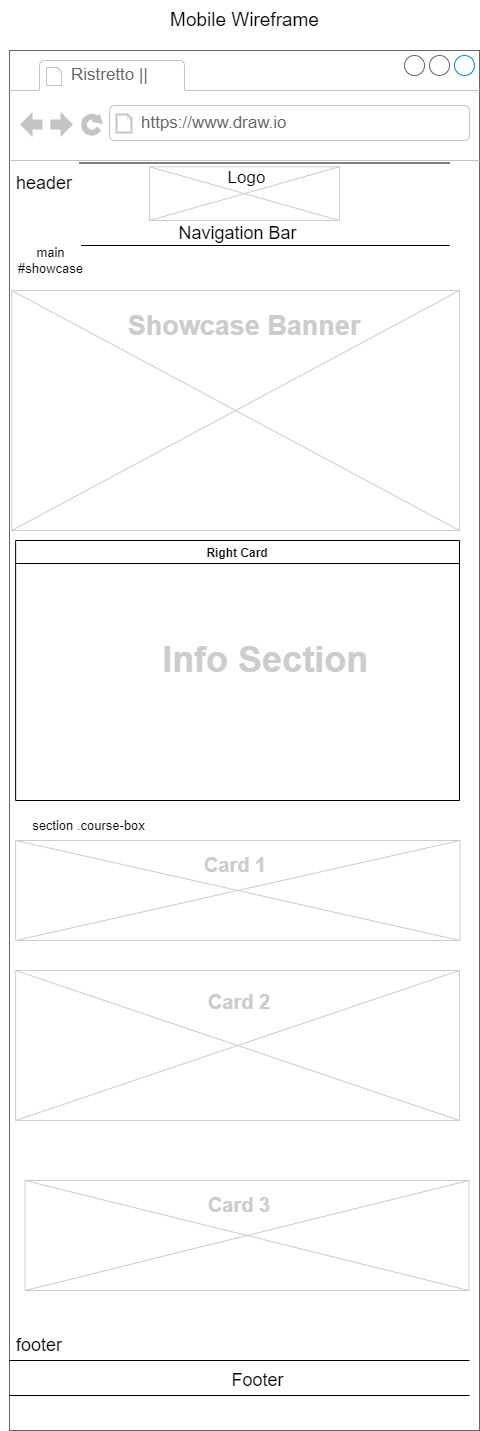 Mobile Wireframe
Ristretto ||
https://www.draw.io
header
Logo
Navigation Bar
main
#showcase
Showcase Banner
Right Card
Info Section
section .course-box
Card 1
Card 2
Card 3
footer
Footer